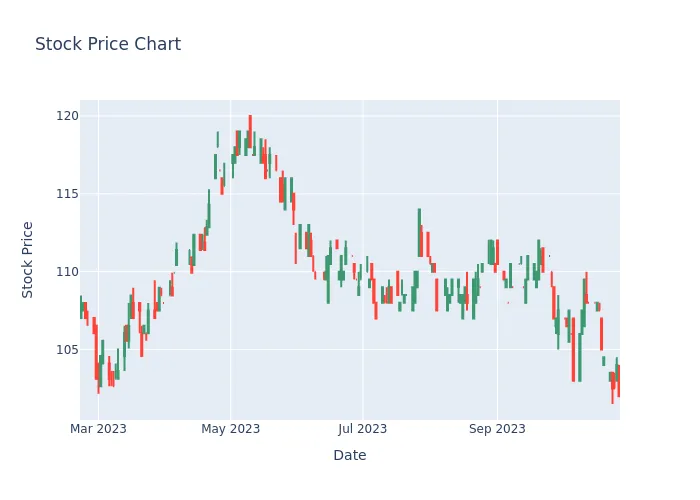 Stock Price Chart
120
115
110
105
Stock Price
Mar 2023
May 2023
Jul 2023
Sep 2023
Date